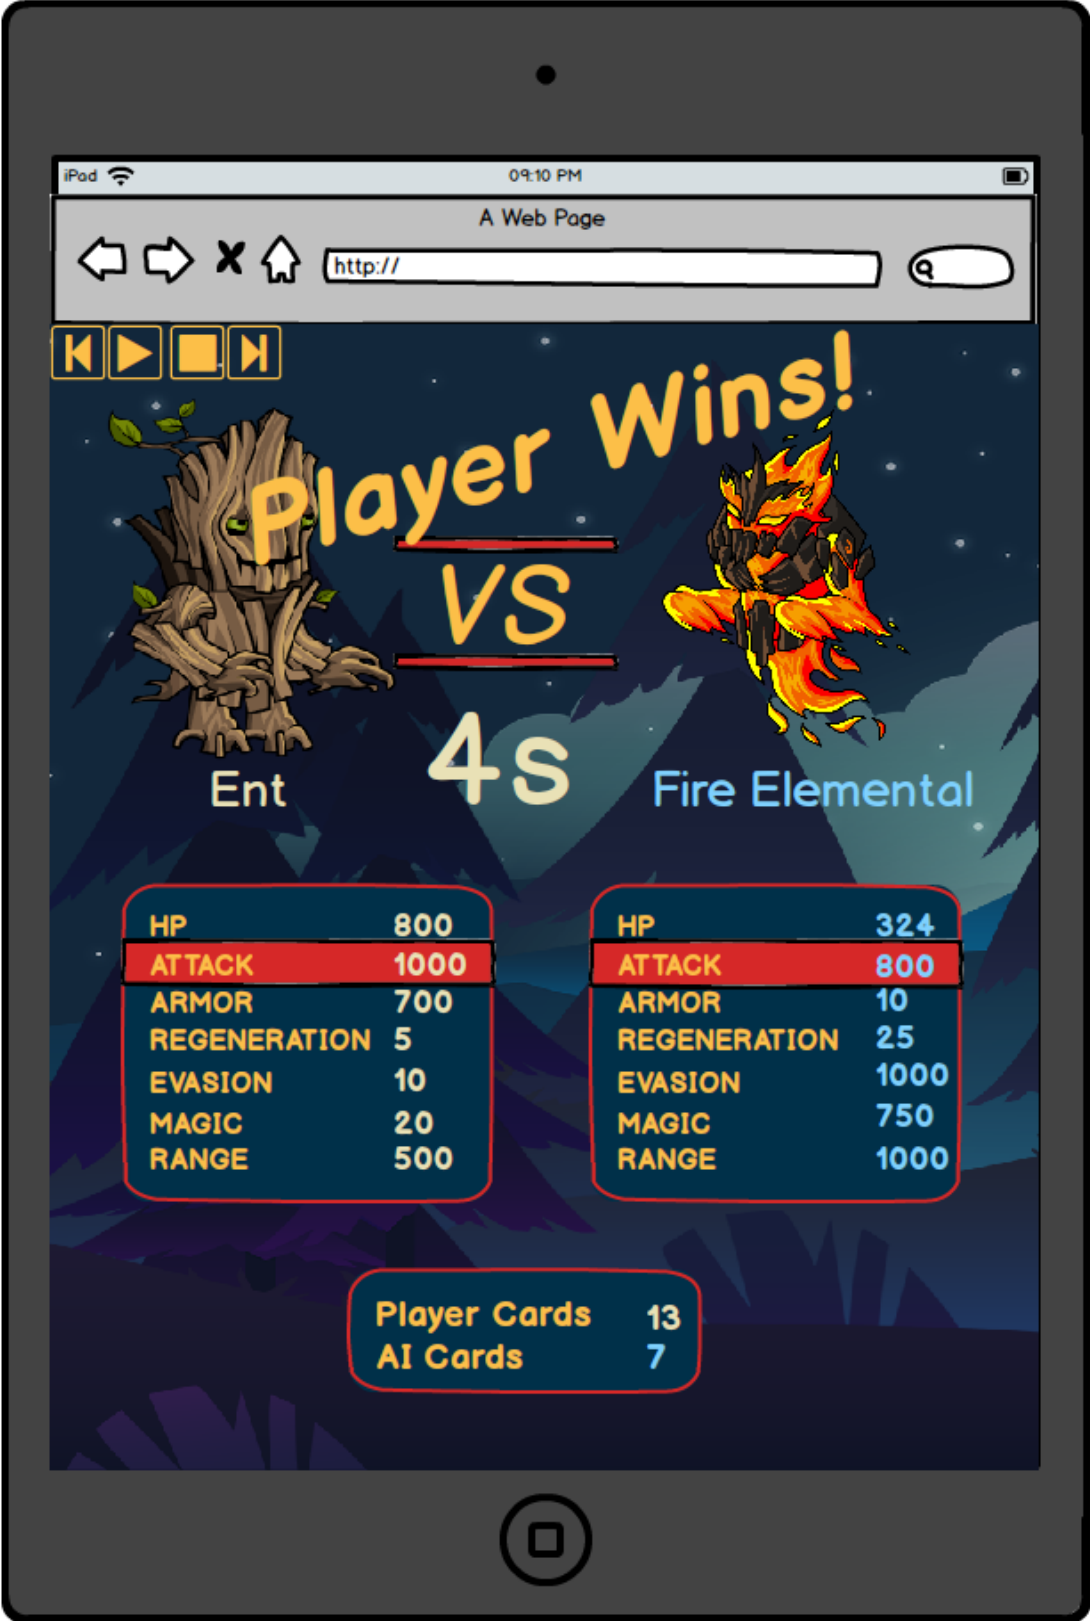 iPad 09:10 PM
A Web Page
http://
Player Wins!
VS
4s
Ent Fire Elemental
HP 800
ATTACK 1000
ARMOR 700
REGENERATION 5
EVASION 10
MAGIC 20
RANGE 500
HP 324
ATTACK 800
ARMOR 10
REGENERATION 25
EVASION 1000
MAGIC 750
RANGE 1000
Player Cards 13
AI Cards 7